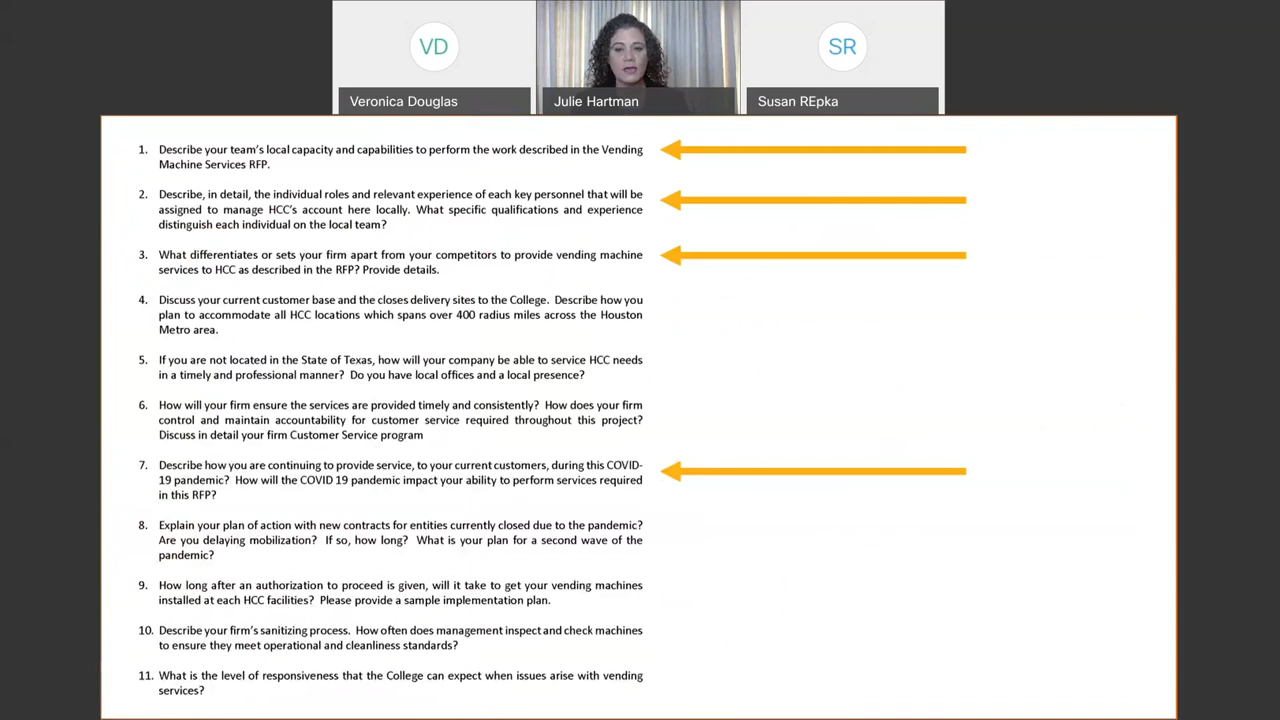 VD
SR
Veronica Douglas
Julie Hartman
Susan REpka
1. Describe your team's local capacity and capabilities to perform the work described in the Vending
Machine Services RFP.
2. Describe, in detail, the individual roles and relevant experience of each key personnel that will be
assigned to manage HCC's account here locally. What specific qualifications and experience
distinguish each individual on the local team?
3. What differentiates or sets your firm apart from your competitors to provide vending machine
services to HCC as described in the RFP? Provide details.
4. Discuss your current customer base and the closes delivery sites to the College. Describe how you
plan to accommodate all HCC locations which spans over 400 radius miles across the Houston
Metro area.
5. If you are not located in the State of Texas, how will your company be able to service HCC needs
in a timely and professional manner? Do you have local offices and a local presence?
6. How will your firm ensure the services are provided timely and consistently? How does your firm
control and maintain accountability for customer service required throughout this project?
Discuss in detail your firm Customer Service program
7. Describe how you are continuing to provide service, to your current customers, during this COVID-
19 pandemic? How will the COVID 19 pandemic impact your ability to perform services required
in this RFP?
8. Explain your plan of action with new contracts for entities currently closed due to the pandemic?
Are you delaying mobilization? If so, how long? What is your plan for a second wave of the
pandemic?
9. How long after an authorization to proceed is given, will it take to get your vending machines
installed at each HCC facilities? Please provide a sample implementation plan.
10. Describe your firm's sanitizing process. How often does management inspect and check machines
to ensure they meet operational and cleanliness standards?
11. What is the level of responsiveness that the College can expect when issues arise with vending
services?